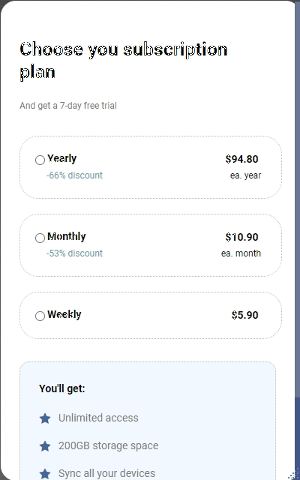 Choose you subscription
plan
And get a 7-day free trial
Yearly
$94.80
-66% discount
ea. year
Monthly
$10.90
-53% discount
ea. month
Weekly
$5.90
You'll get:
Unlimited access
200GB storage space
Sync all your devices